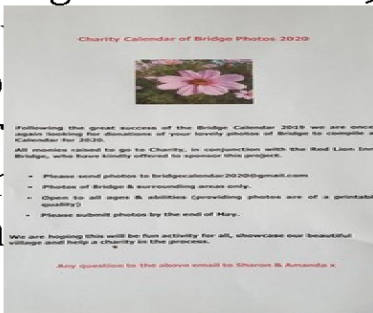 Charity Calendar of Bridge Photos 2020
Following the great success of the Bridge Calendar 2019 we are once
again looking for donations of your lovely photos of Bridge to compile a
Calendar for 2020.
All monies raised to go to Charity, in conjunction with the Red Lion Inn
Bridge, who have kindly offered to sponsor this project.
- Please send photos to bridgecalendar2020@gmail.com
- Photos of Bridge & surrounding areas only.
- Open to all ages & abilities (providing photos are of a printable
quality)
- Please submit photos by the end of May.
We are hoping this will be fun activity for all, showcase our beautiful
village and help a charity in the process.
Any question to the above email to Sharon & Amanda x